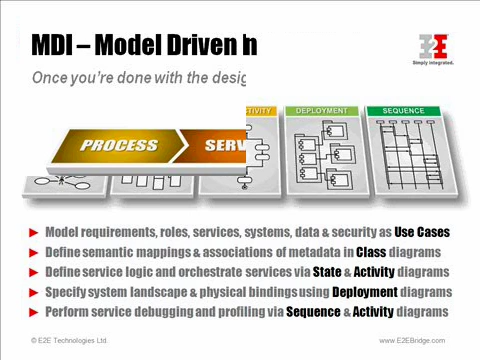 MDI – Model Driven
E2E
Simply Integrated.
Once you're done with the
DEPLOYMENT
SEQUENCE
PROCESS
► Model requirements, roles, services, systems, data & security as Use Cases
► Define semantic mappings & associations of metadata in Class diagrams
► Define service logic and orchestrate services via State & Activity diagrams
► Specify system landscape & physical bindings using Deployment diagrams
► Perform service debugging and profiling via Sequence & Activity diagrams
© E2E Technologies Ltd.
www.E2EBridge.com